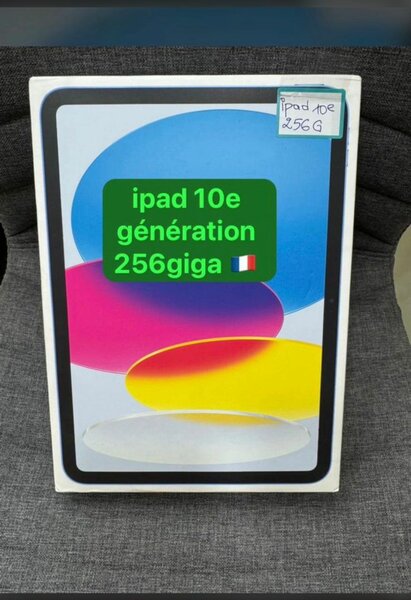 ipad 10e
256G
ipad 10e
génération
256giga 🇫🇷